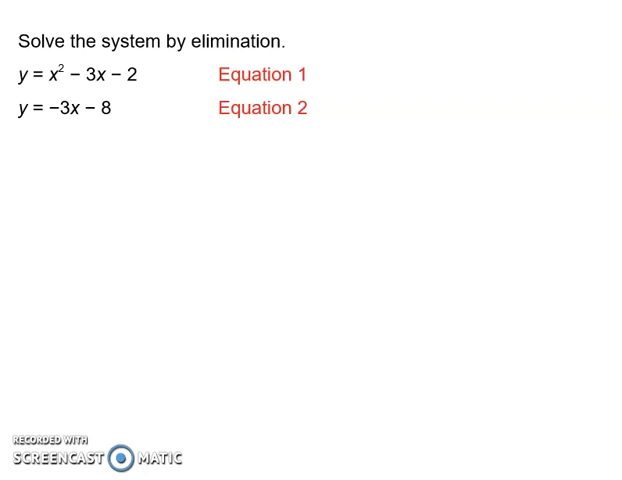 Solve the system by elimination.
y = x² − 3x − 2 Equation 1
y = −3x − 8 Equation 2
RECORDED WITH
SCREENCAST MATIC